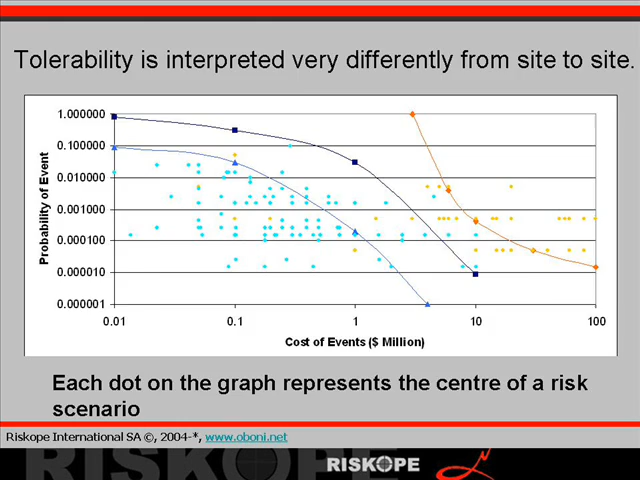 Tolerability is interpreted very differently from site to site.
1.000000
0.100000
0.010000
0.001000
0.000100
0.000010
0.000001
Probability of Event
0.01 0.1 1 10 100
Cost of Events ($ Million)
Each dot on the graph represents the centre of a risk
scenario
Riskope International SA ©, 2004-*, www.oboni.net
RISKOPE
RISKOPE